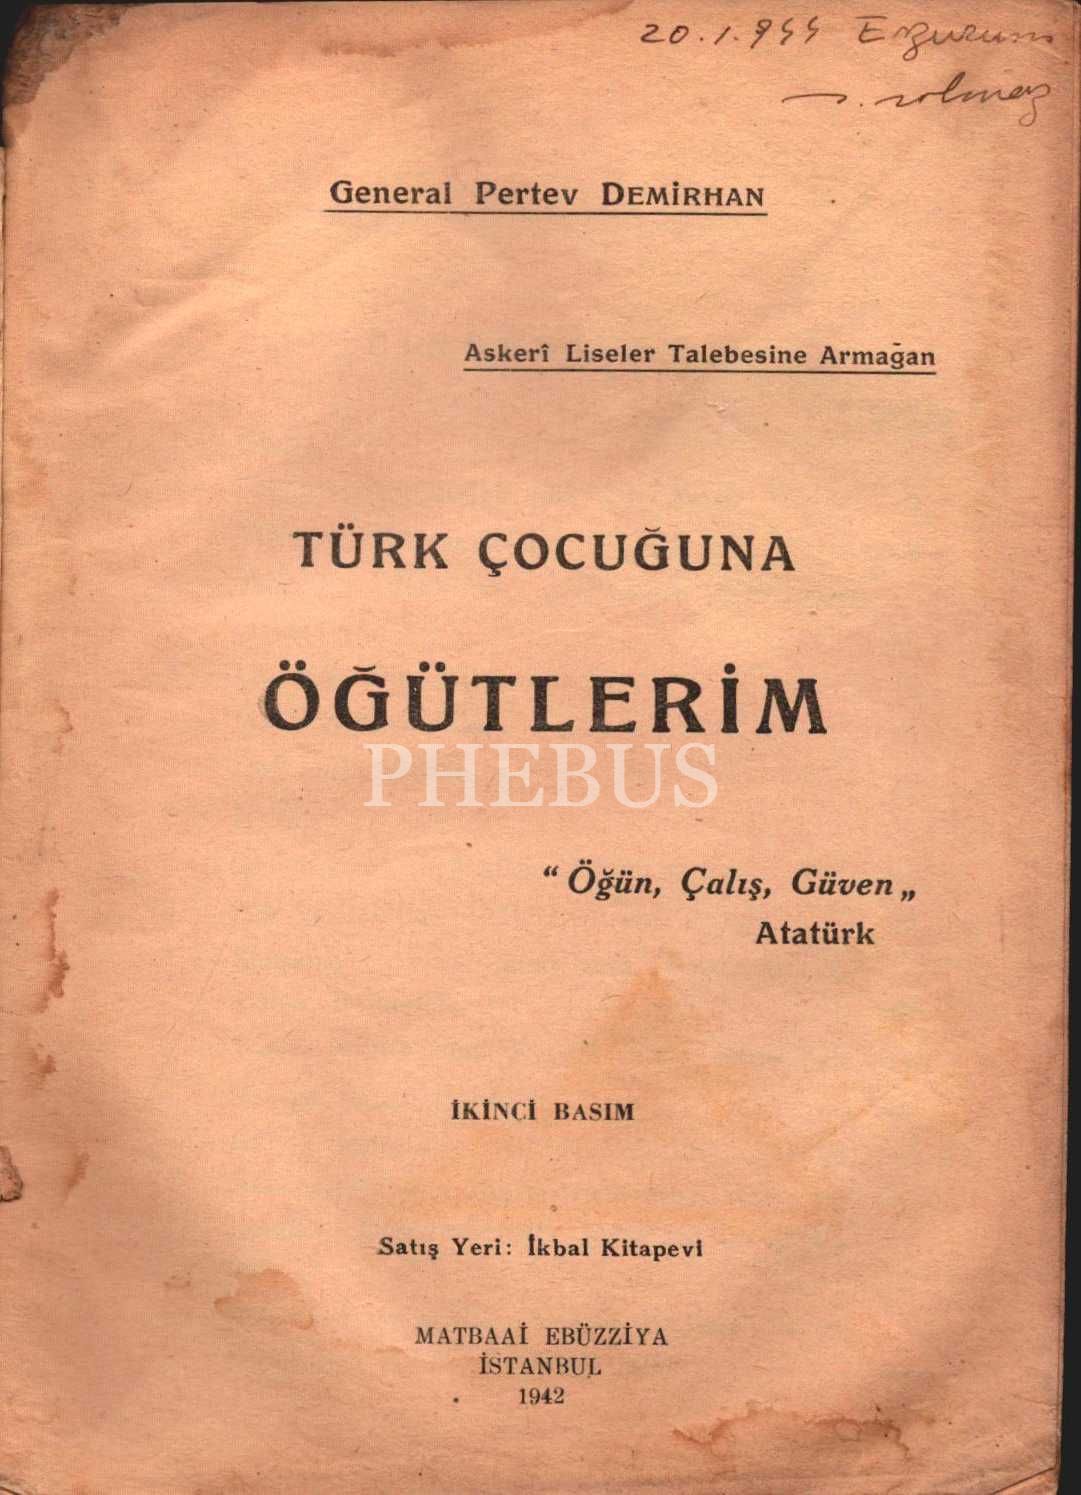 20.1.944 Erzurum
General Pertev DEMİRHAN
Askerî Liseler Talebesine Armağan
TÜRK ÇOCUĞUNA
ÖĞÜTLERİM
PHEBUS
“ Öğün, Çalış, Güven „
Atatürk
İKİNCİ BASIM
Satış Yeri: İkbal Kitapevi
MATBAAİ EBÜZZİYA
İSTANBUL
1942